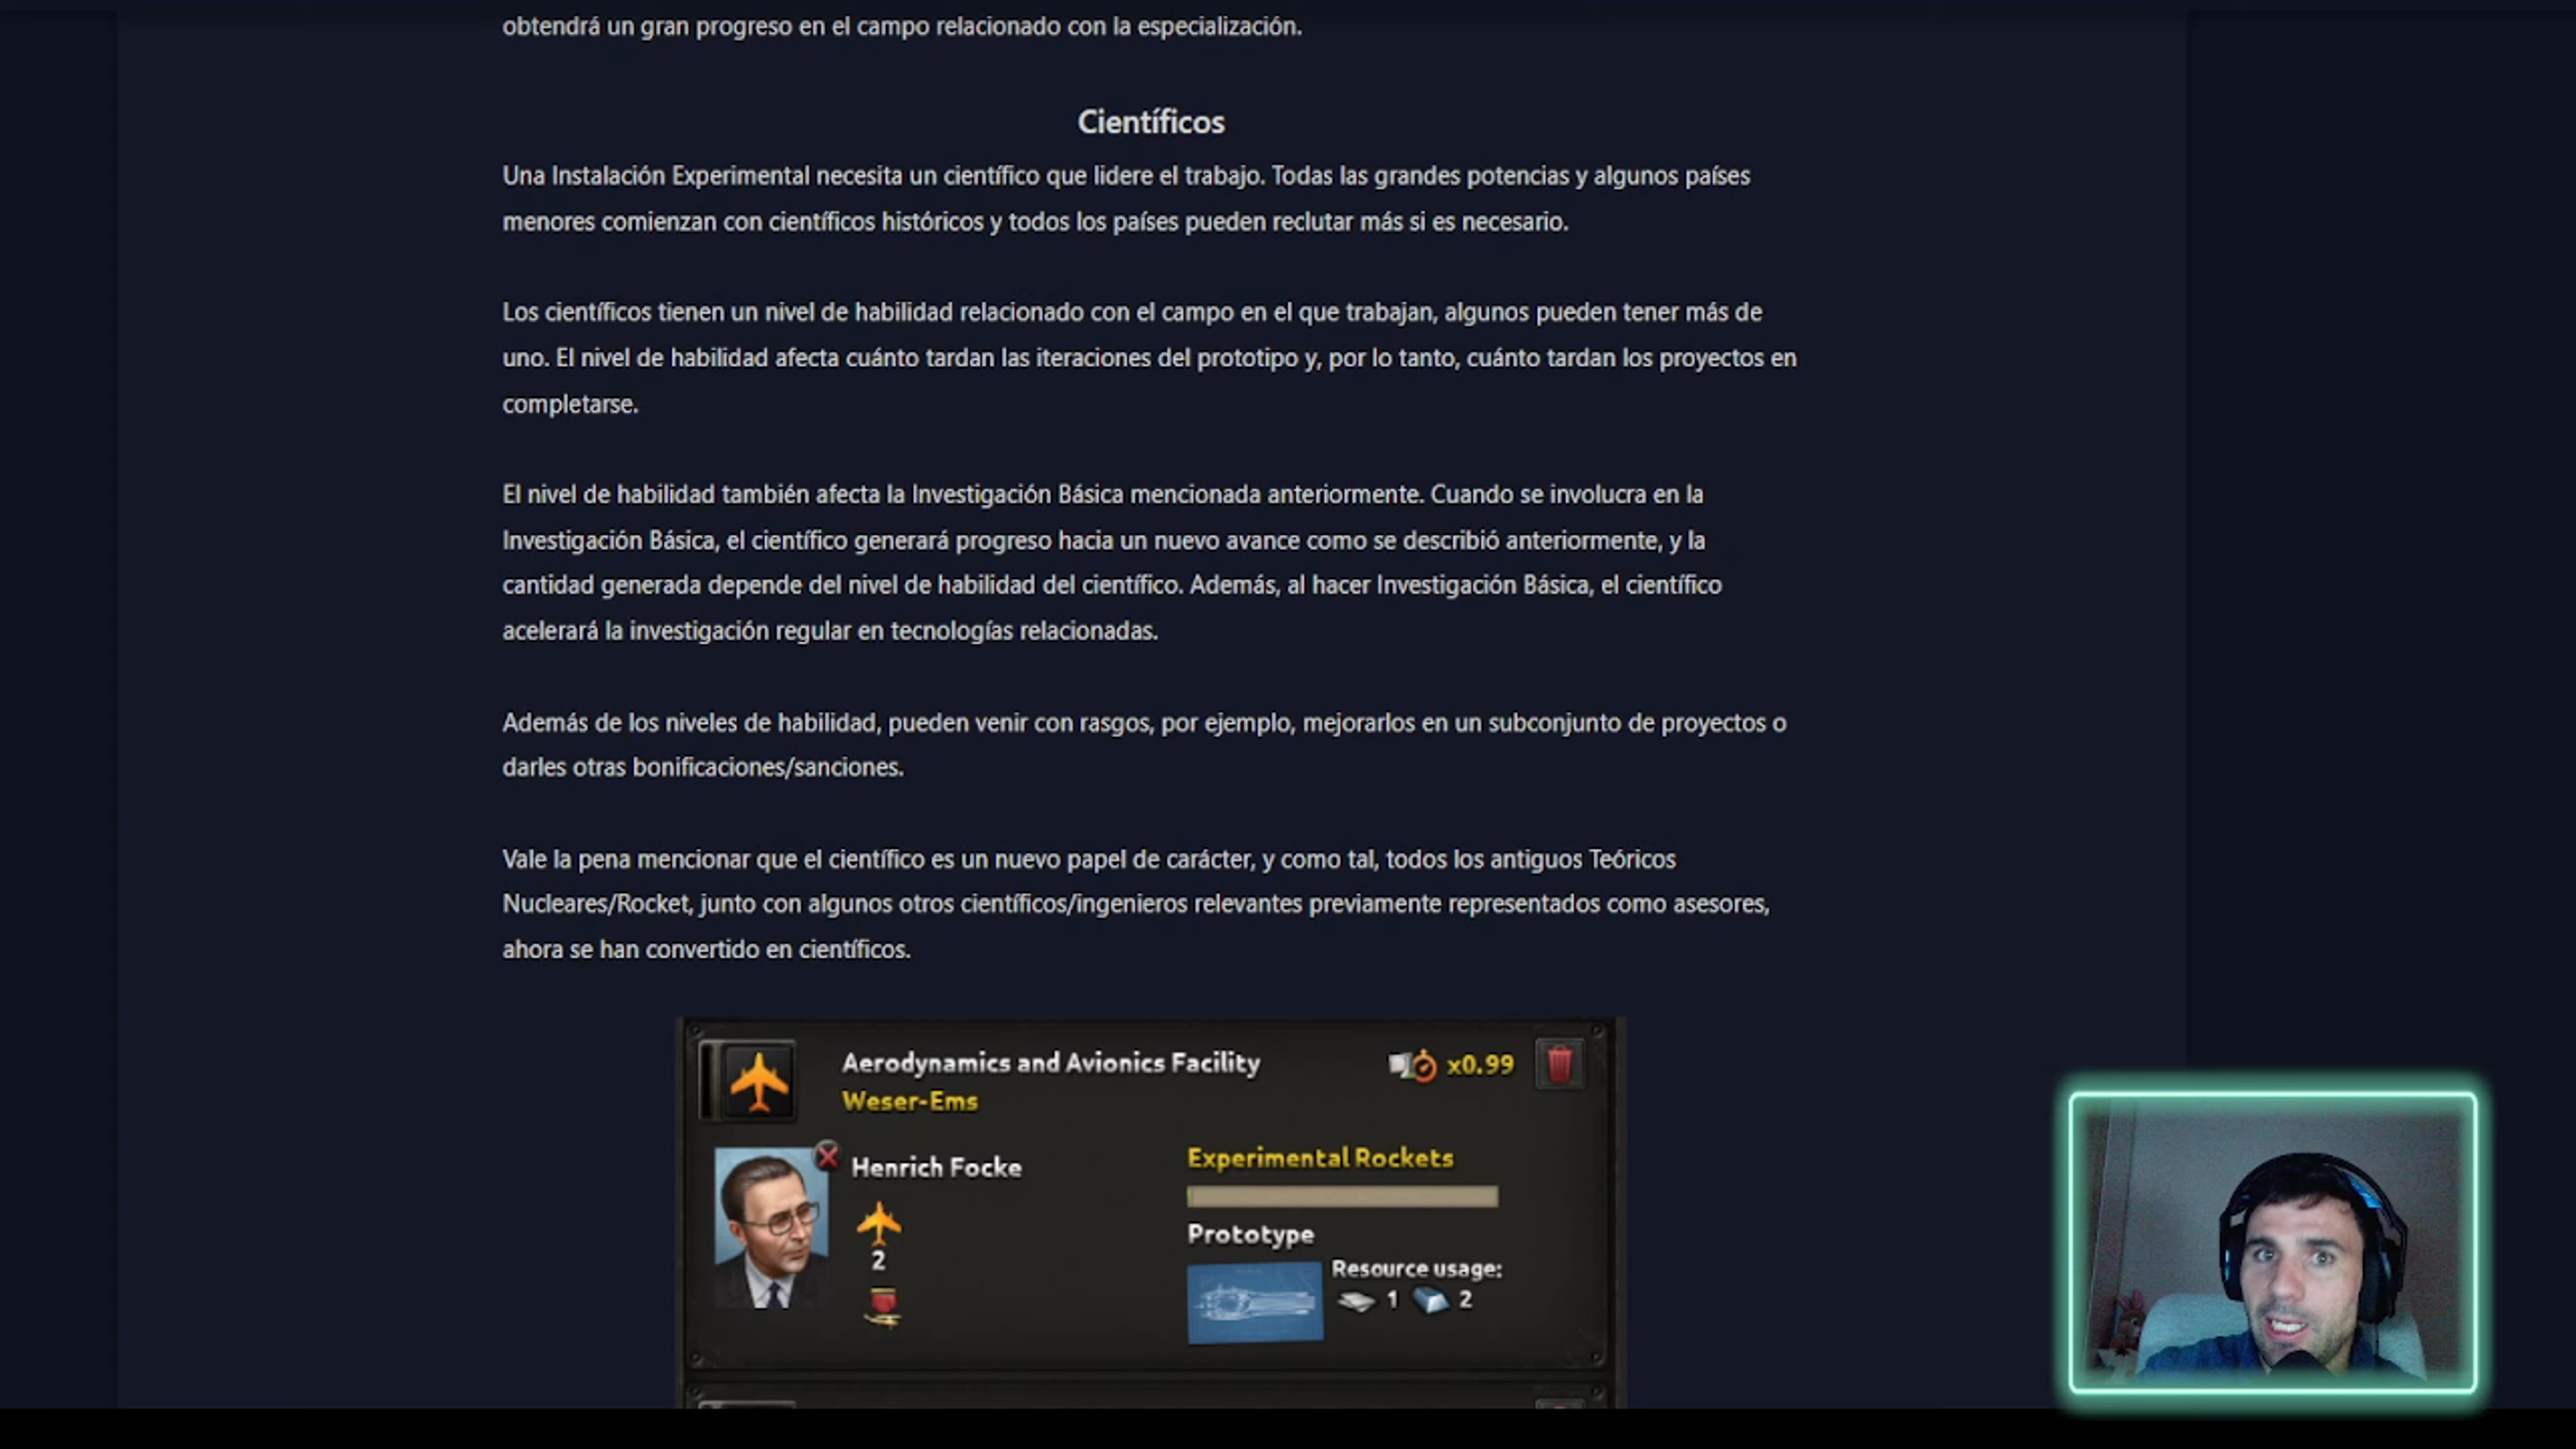 obtendrá un gran progreso en el campo relacionado con la especialización.
Científicos
Una Instalación Experimental necesita un científico que lidere el trabajo. Todas las grandes potencias y algunos países
menores comienzan con científicos históricos y todos los países pueden reclutar más si es necesario.
Los científicos tienen un nivel de habilidad relacionado con el campo en el que trabajan, algunos pueden tener más de
uno. El nivel de habilidad afecta cuánto tardan las iteraciones del prototipo y, por lo tanto, cuánto tardan los proyectos en
completarse.
El nivel de habilidad también afecta la Investigación Básica mencionada anteriormente. Cuando se involucra en la
Investigación Básica, el científico generará progreso hacia un nuevo avance como se describió anteriormente, y la
cantidad generada depende del nivel de habilidad del científico. Además, al hacer Investigación Básica, el científico
acelerará la investigación regular en tecnologías relacionadas.
Además de los niveles de habilidad, pueden venir con rasgos, por ejemplo, mejorarlos en un subconjunto de proyectos o
darles otras bonificaciones/sanciones.
Vale la pena mencionar que el científico es un nuevo papel de carácter, y como tal, todos los antiguos Teóricos
Nucleares/Rocket, junto con algunos otros científicos/ingenieros relevantes previamente representados como asesores,
ahora se han convertido en científicos.
Aerodynamics and Avionics Facility x0.99
Weser-Ems
Henrich Focke
Experimental Rockets
2
Prototype
Resource usage:
1 2